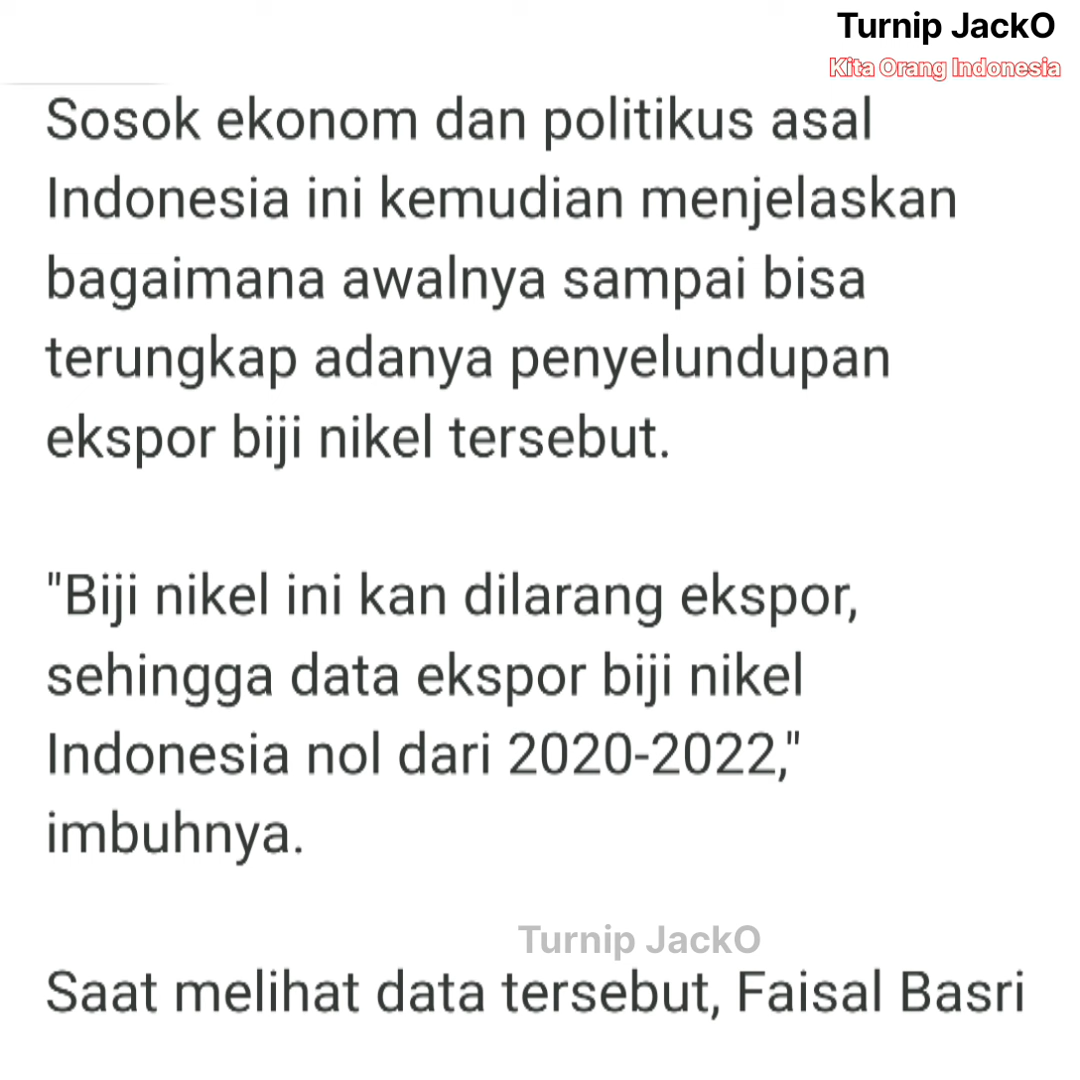 Turnip JackO
Kita Orang Indonesia
Sosok ekonom dan politikus asal
Indonesia ini kemudian menjelaskan
bagaimana awalnya sampai bisa
terungkap adanya penyelundupan
ekspor biji nikel tersebut.
"Biji nikel ini kan dilarang ekspor,
sehingga data ekspor biji nikel
Indonesia nol dari 2020-2022,"
imbuhnya.
Turnip JackO
Saat melihat data tersebut, Faisal Basri